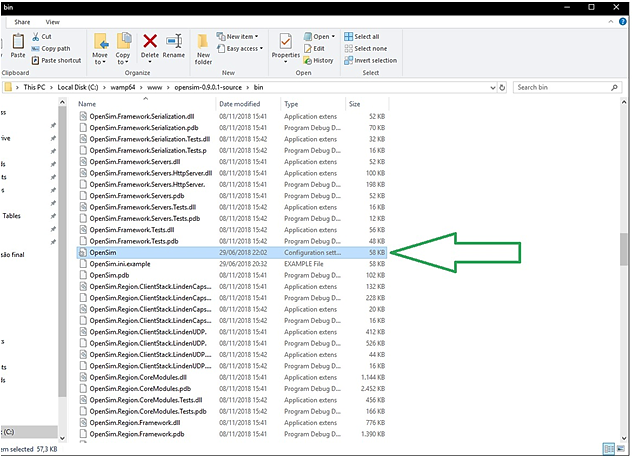 bin
Share View
Paste
Cut
Copy path
Paste shortcut
Clipboard
Move to
Copy to
Delete
Rename
Organize
New folder
New item
Easy access
New
Properties
Open
Edit
History
Open
Select all
Select none
Invert selection
Select
This PC > Local Disk (C:) > wamp64 > www > opensim-0.9.0.1-source > bin
Search bin
Name Date modified Type Size
OpenSim.Framework.Serialization.dll 08/11/2018 15:41 Application extens 52 KB
OpenSim.Framework.Serialization.pdb 08/11/2018 15:41 Program Debug D... 70 KB
OpenSim.Framework.Serialization.Tests.dll 08/11/2018 15:42 Application extens 32 KB
OpenSim.Framework.Serialization.Tests.p 08/11/2018 15:42 Program Debug D... 16 KB
OpenSim.Framework.Servers.dll 08/11/2018 15:41 Application extens 52 KB
OpenSim.Framework.Servers.HttpServer.dll 08/11/2018 15:41 Application extens 100 KB
OpenSim.Framework.Servers.HttpServer. 08/11/2018 15:41 Program Debug D... 198 KB
OpenSim.Framework.Servers.pdb 08/11/2018 15:41 Program Debug D... 52 KB
OpenSim.Framework.Servers.Tests.dll 08/11/2018 15:42 Application extens 16 KB
OpenSim.Framework.Servers.Tests.pdb 08/11/2018 15:42 Program Debug D... 12 KB
OpenSim.Framework.Tests.dll 08/11/2018 15:42 Application extens 56 KB
OpenSim.Framework.Tests.pdb 08/11/2018 15:42 Program Debug D... 48 KB
OpenSim 29/06/2018 22:02 Configuration sett... 58 KB
OpenSim.ini.example 29/06/2018 20:32 EXAMPLE File 58 KB
OpenSim.pdb 08/11/2018 15:42 Program Debug D... 102 KB
OpenSim.Region.ClientStack.LindenCaps... 08/11/2018 15:41 Application extens 132 KB
OpenSim.Region.ClientStack.LindenCaps... 08/11/2018 15:41 Program Debug D... 228 KB
OpenSim.Region.ClientStack.LindenCaps... 08/11/2018 15:42 Application extens 20 KB
OpenSim.Region.ClientStack.LindenCaps... 08/11/2018 15:42 Program Debug D... 16 KB
OpenSim.Region.ClientStack.LindenUDP. 08/11/2018 15:41 Application extens 412 KB
OpenSim.Region.ClientStack.LindenUDP. 08/11/2018 15:41 Program Debug D... 526 KB
OpenSim.Region.ClientStack.LindenUDP.... 08/11/2018 15:42 Application extens 44 KB
OpenSim.Region.ClientStack.LindenUDP.... 08/11/2018 15:42 Program Debug D... 16 KB
OpenSim.Region.CoreModules.dll 08/11/2018 15:41 Application extens 1.144 KB
OpenSim.Region.CoreModules.pdb 08/11/2018 15:41 Program Debug D... 2.452 KB
OpenSim.Region.CoreModules.Tests.dll 08/11/2018 15:42 Application extens 456 KB
OpenSim.Region.CoreModules.Tests.pdb 08/11/2018 15:42 Program Debug D... 166 KB
OpenSim.Region.Framework.dll 08/11/2018 15:41 Application extens 776 KB
OpenSim.Region.Framework.pdb 08/11/2018 15:41 Program Debug D... 1.390 KB
ss
rive
ds
ts
s
Tables
são final
s
ts
ds
(C:)
em selected 57,3 KB